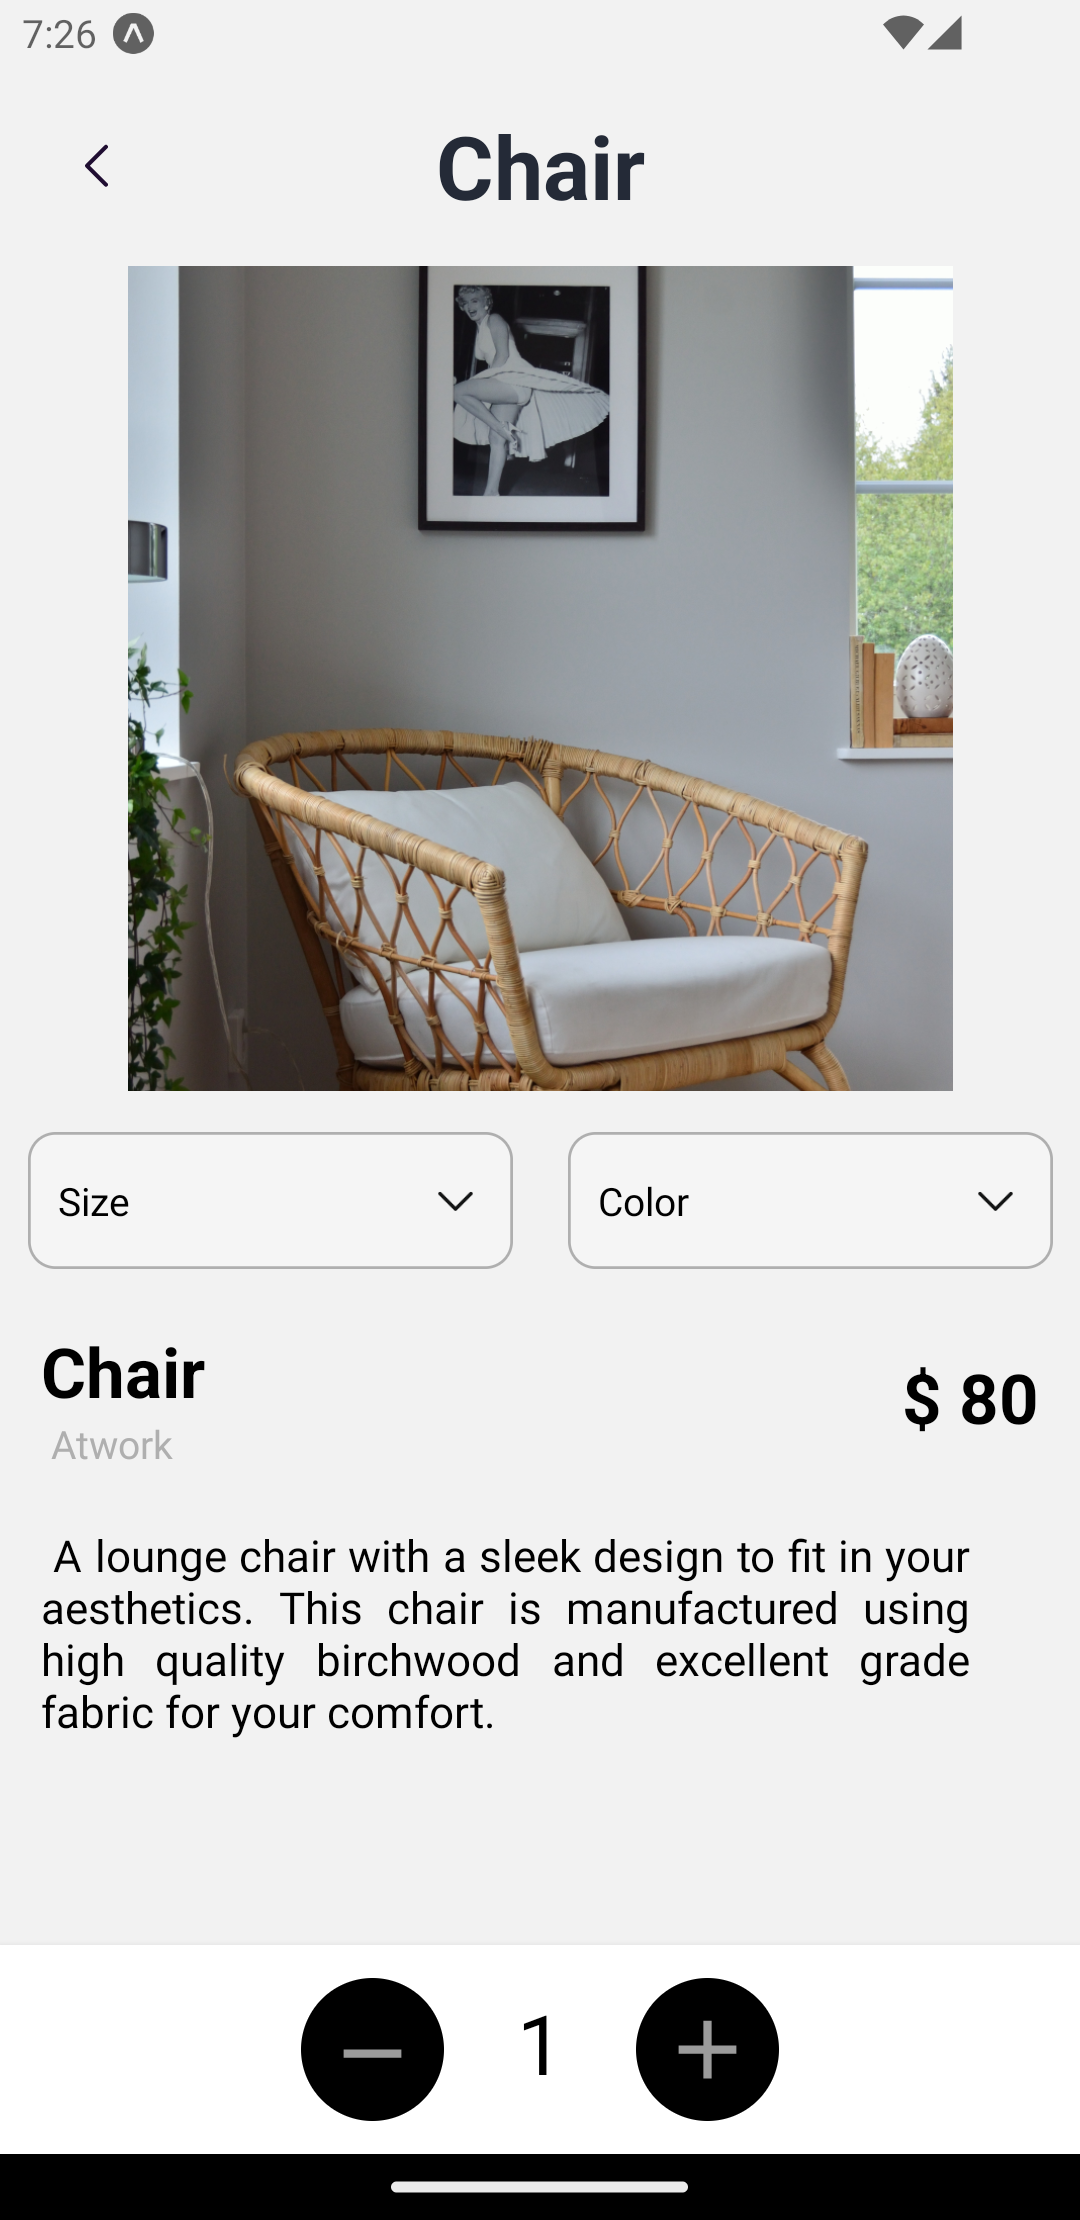 7:26
Chair
Size
Color
Chair
$ 80
Atwork
A lounge chair with a sleek design to fit in your
aesthetics. This chair is manufactured using
high quality birchwood and excellent grade
fabric for your comfort.
1